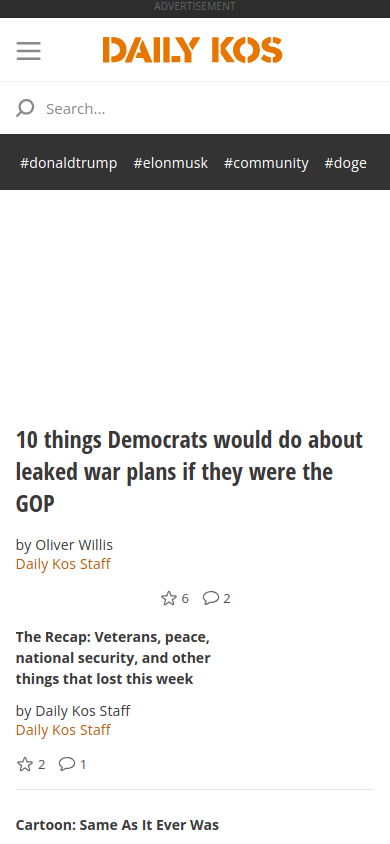 ADVERTISEMENT
DAILY KOS
Search...
#donaldtrump #elonmusk #community #doge
10 things Democrats would do about
leaked war plans if they were the
GOP
by Oliver Willis
Daily Kos Staff
6 2
The Recap: Veterans, peace,
national security, and other
things that lost this week
by Daily Kos Staff
Daily Kos Staff
2 1
Cartoon: Same As It Ever Was